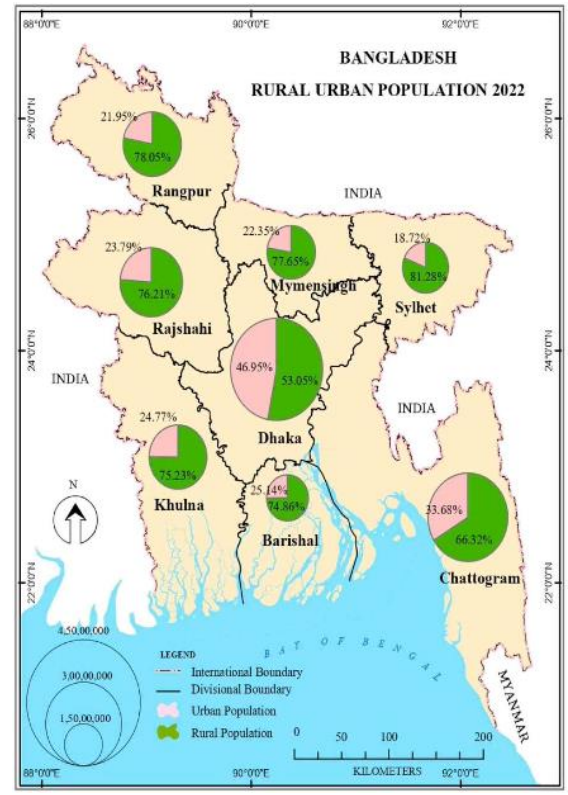 88°0'0"E 90°0'0"E 92°0'0"E
BANGLADESH
RURAL URBAN POPULATION 2022
26°0'0"N 26°0'0"N
21.95%
78.05%
Rangpur
INDIA
22.35%
77.65%
Mymensingh
18.72%
81.28%
Sylhet
23.79%
76.21%
Rajshahi
24°0'0"N 24°0'0"N
INDIA
46.95% 53.05%
Dhaka
INDIA
24.77%
75.23%
Khulna
25.14%
74.86%
Barishal
33.68%
66.32%
Chattogram
N
22°0'0"N 22°0'0"N
BAY OF BENGAL
MYANMAR
4,50,00,000
3,00,00,000
1,50,00,000
LEGEND
International Boundary
Divisional Boundary
Urban Population
Rural Population
0 50 100 200
KILOMETERS
88°0'0"E 90°0'0"E 92°0'0"E